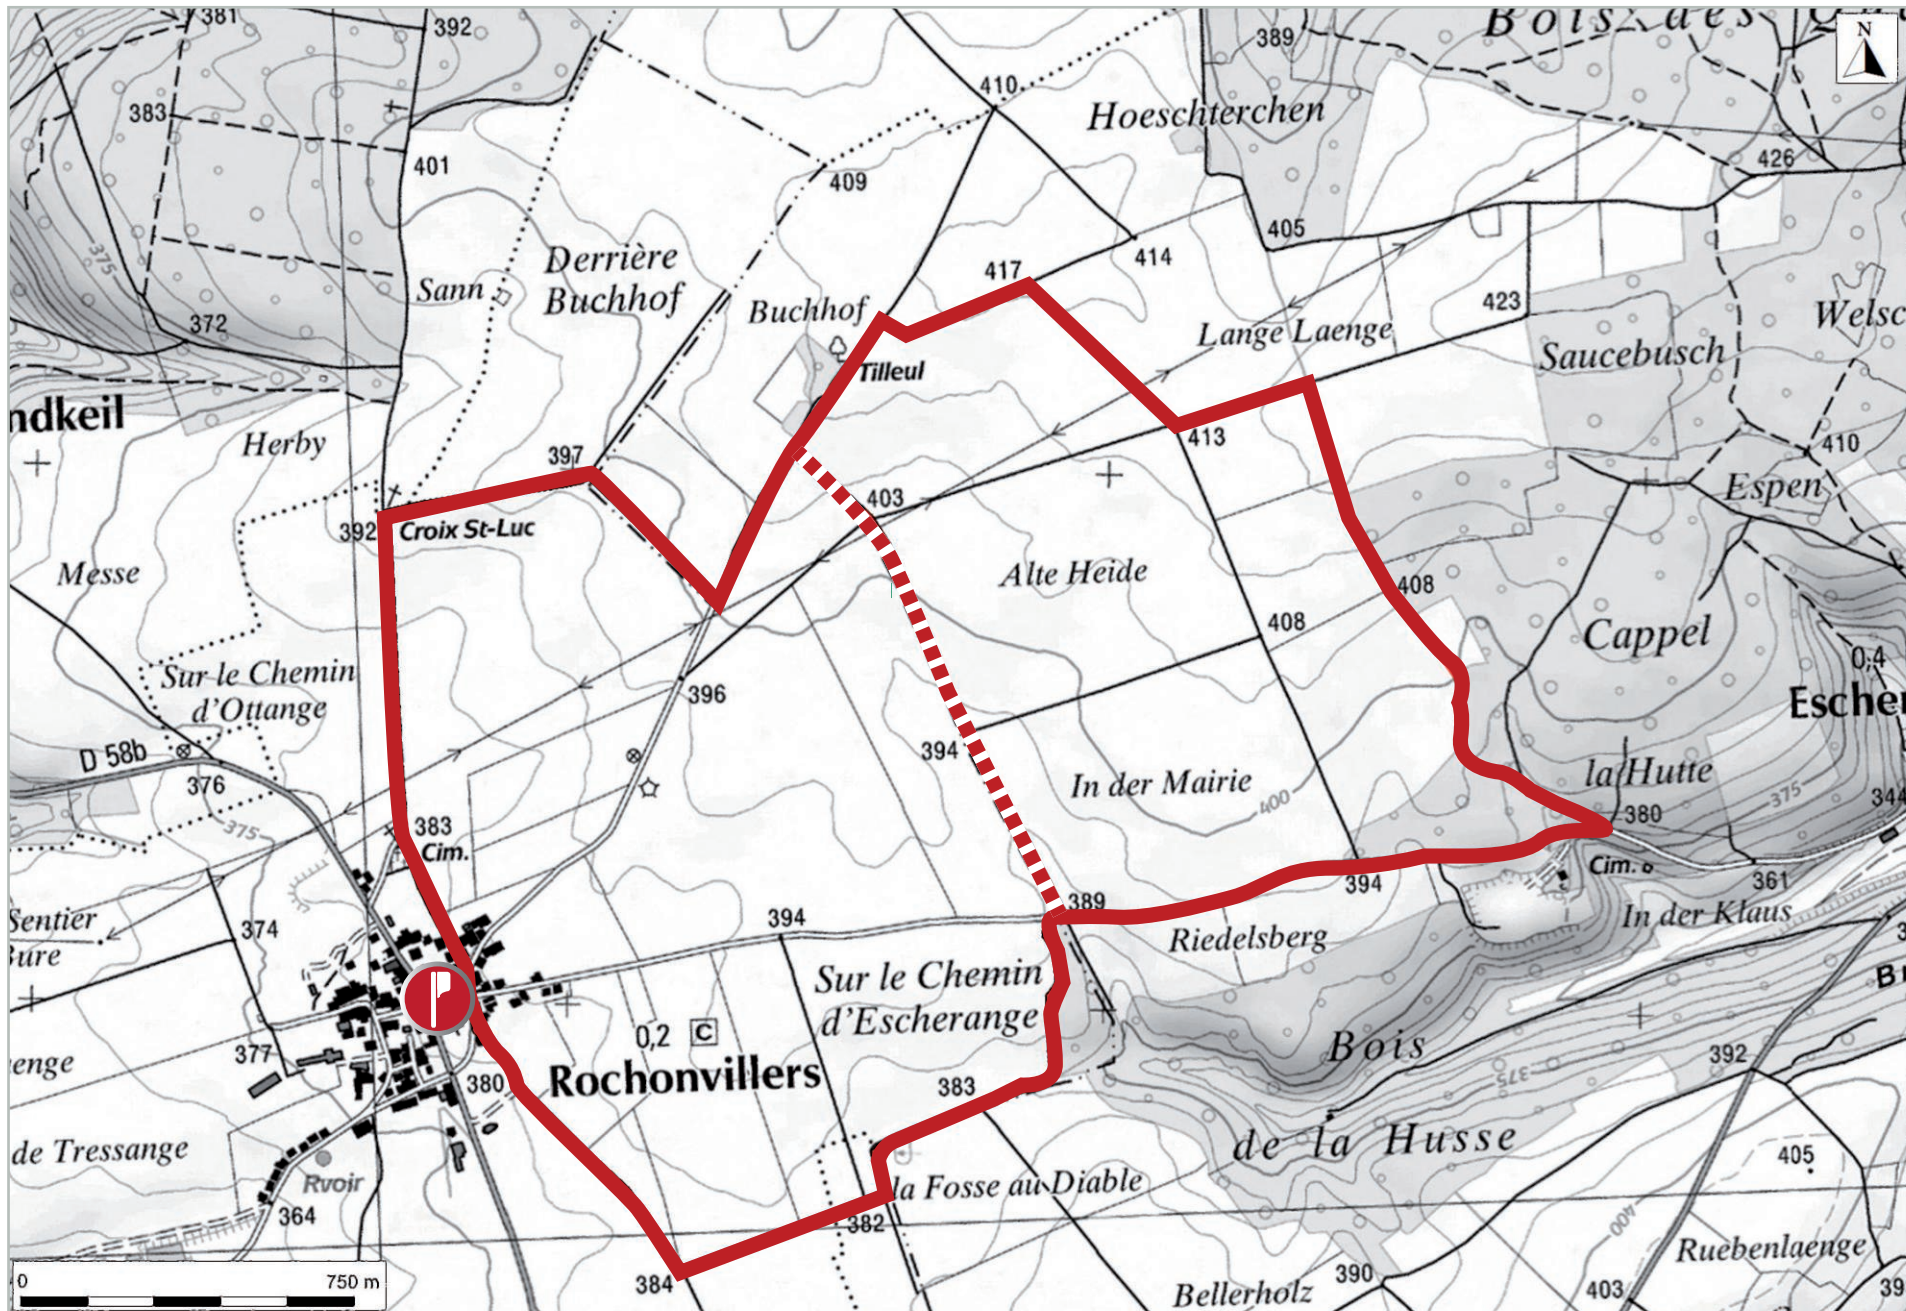 381
392
389
Bois des
N
383
401
410
Hoeschterchen
426
409
375
Derrière
Buchhof
Sann
417
414
405
372
Buchhof
Lange Laenge
423
Welsc
Tilleul
Saucebusch
ndkeil
Herby
397
413
410
392
Croix St-Luc
403
Espen
Messe
Alte Heide
408
408
Cappel
0,4
Sur le Chemin
d'Ottange
396
Escher
D 58b
376
394
In der Mairie
400
la Hutte
375
344
375
383
Cim.
380
Cim.
361
394
389
Sentier
Bure
374
394
Riedelsberg
In der Klaus
Sur le Chemin
d'Escherange
0,2 C
Rochonvillers
377
enge
380
383
Bois
de la Husse
375
392
de Tressange
Rvoir
364
la Fosse au Diable
382
405
400
384
Bellerholz
390
Ruebenlaenge
403
39
0 750 m